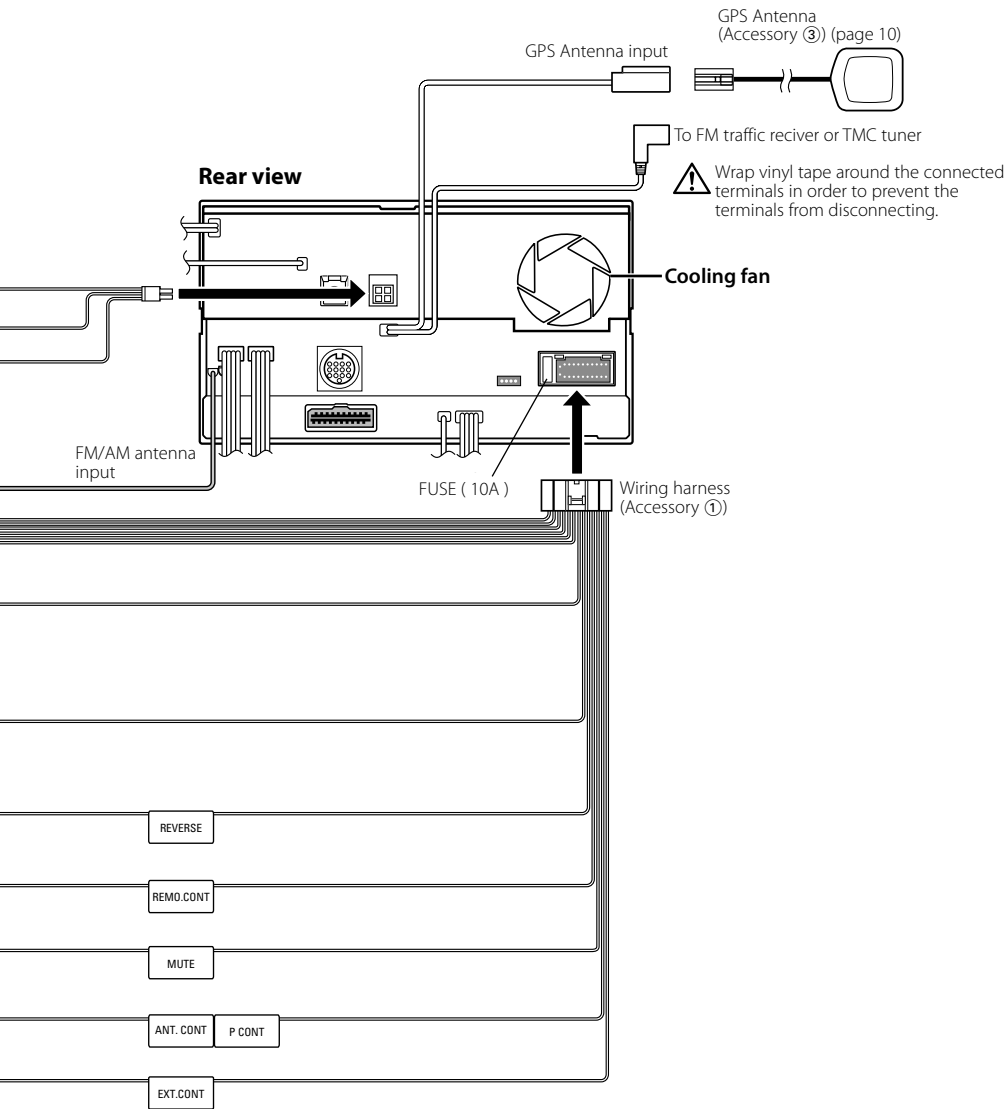 GPS Antenna
(Accessory ③) (page 10)
GPS Antenna input
To FM traffic reciver or TMC tuner
Wrap vinyl tape around the connected
terminals in order to prevent the
terminals from disconnecting.
Rear view
Cooling fan
FM/AM antenna
input
FUSE ( 10A )
Wiring harness
(Accessory ①)
REVERSE
REMO.CONT
MUTE
ANT. CONT
P CONT
EXT.CONT